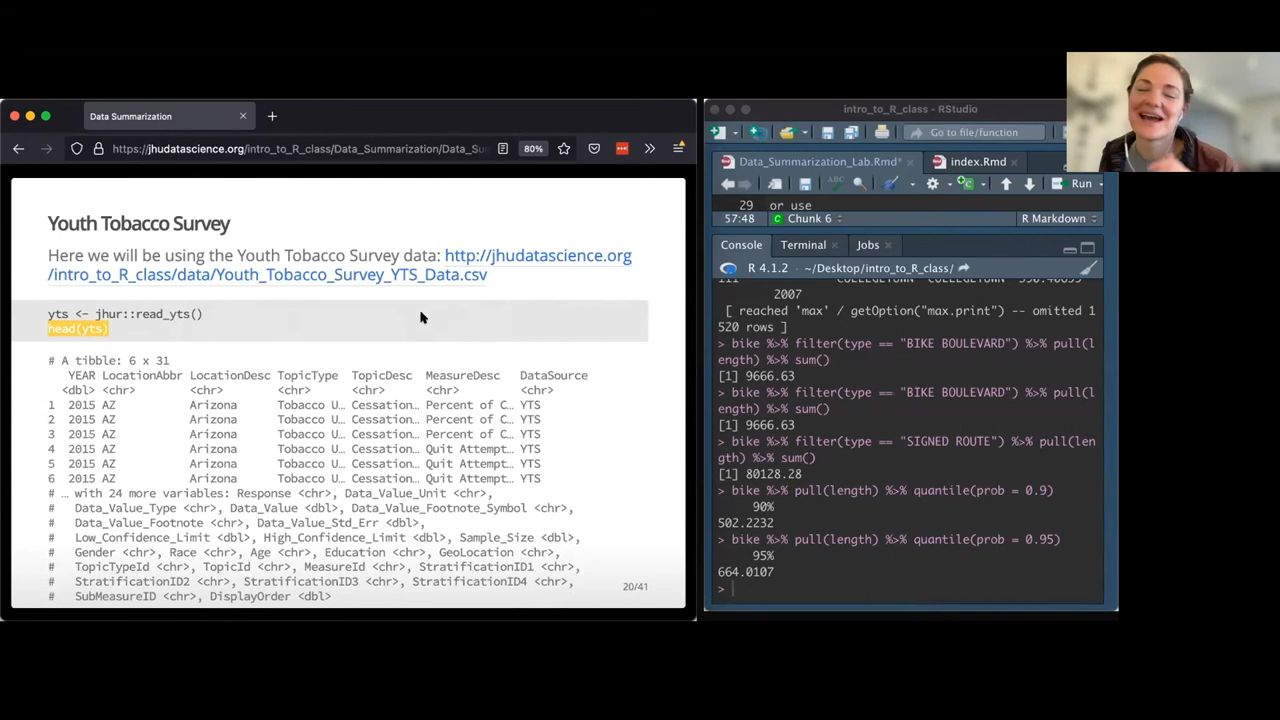 Data Summarization
https://jhudatascience.org/intro_to_R_class/Data_Summarization/Data_Su
80%
Youth Tobacco Survey
Here we will be using the Youth Tobacco Survey data: http://jhudatascience.org
/intro_to_R_class/data/Youth_Tobacco_Survey_YTS_Data.csv
yts <- jhur::read_yts()
head(yts)
# A tibble: 6 x 31
YEAR LocationAbbr LocationDesc TopicType TopicDesc MeasureDesc DataSource
<dbl> <chr> <chr> <chr> <chr> <chr> <chr>
1 2015 AZ Arizona Tobacco U… Cessation… Percent of C… YTS
2 2015 AZ Arizona Tobacco U… Cessation… Percent of C… YTS
3 2015 AZ Arizona Tobacco U… Cessation… Percent of C… YTS
4 2015 AZ Arizona Tobacco U… Cessation… Quit Attempt… YTS
5 2015 AZ Arizona Tobacco U… Cessation… Quit Attempt… YTS
6 2015 AZ Arizona Tobacco U… Cessation… Quit Attempt… YTS
# … with 24 more variables: Response <chr>, Data_Value_Unit <chr>,
# Data_Value_Type <chr>, Data_Value <dbl>, Data_Value_Footnote_Symbol <chr>,
# Data_Value_Footnote <chr>, Data_Value_Std_Err <dbl>,
# Low_Confidence_Limit <dbl>, High_Confidence_Limit <dbl>, Sample_Size <dbl>,
# Gender <chr>, Race <chr>, Age <chr>, Education <chr>, GeoLocation <chr>,
# TopicTypeId <chr>, TopicId <chr>, MeasureId <chr>, StratificationID1 <chr>,
# StratificationID2 <chr>, StratificationID3 <chr>, StratificationID4 <chr>,
# SubMeasureID <chr>, DisplayOrder <dbl>
20/41
intro_to_R_class - RStudio
Go to file/function
Data_Summarization_Lab.Rmd* index.Rmd
ABC Run
29 or use
57:48 Chunk 6 R Markdown
Console Terminal Jobs
R 4.1.2 · ~/Desktop/intro_to_R_class/
2007
[ reached 'max' / getOption("max.print") -- omitted 1
520 rows ]
> bike %>% filter(type == "BIKE BOULEVARD") %>% pull(l
ength) %>% sum()
[1] 9666.63
> bike %>% filter(type == "BIKE BOULEVARD") %>% pull(l
ength) %>% sum()
[1] 9666.63
> bike %>% filter(type == "SIGNED ROUTE") %>% pull(len
gth) %>% sum()
[1] 80128.28
> bike %>% pull(length) %>% quantile(prob = 0.9)
90%
502.2232
> bike %>% pull(length) %>% quantile(prob = 0.95)
95%
664.0107
>